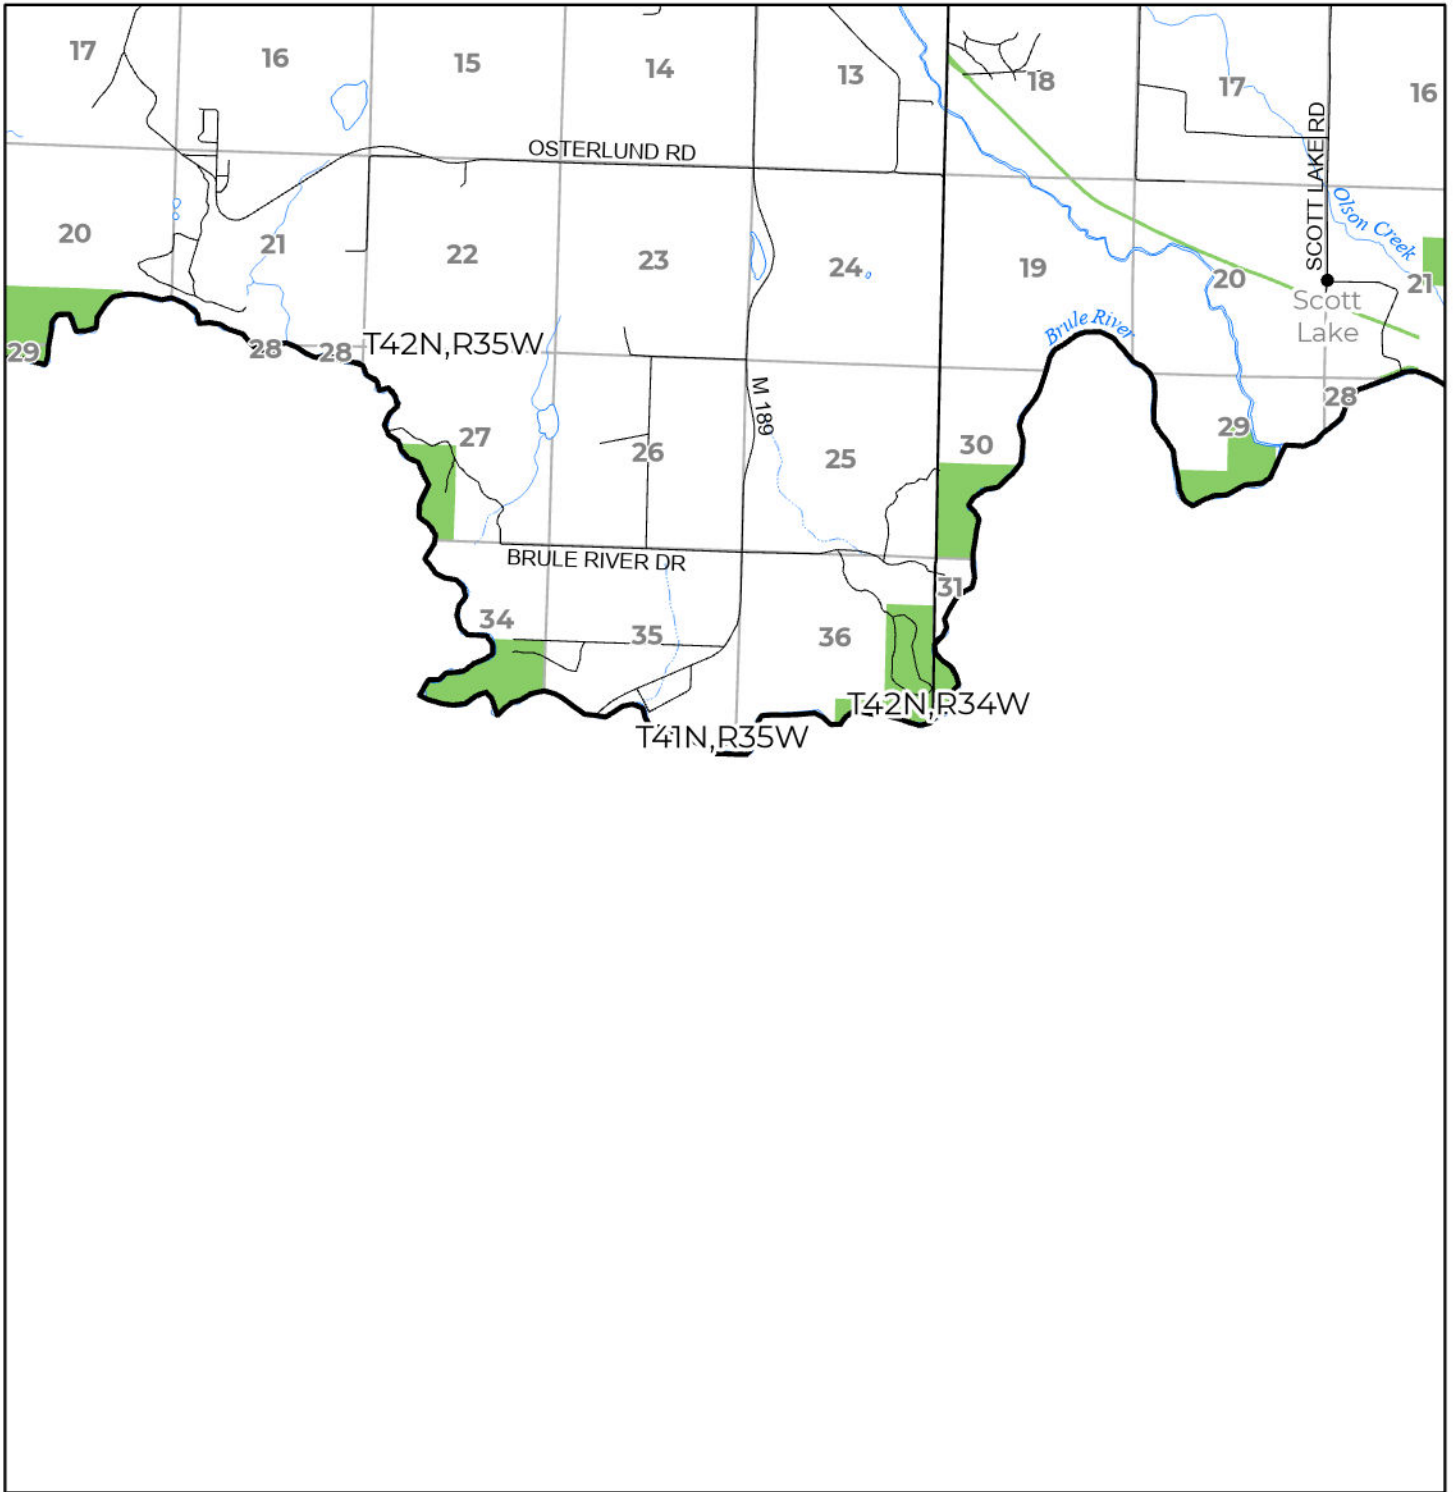 17
16
15
14
13
18
17
16
OSTERLUND RD
SCOTT LAKE RD
Olson Creek
20
21
22
23
24
19
20
21
Scott
Lake
Brule River
29
28
28
T42N,R35W
M 189
28
27
26
25
30
29
BRULE RIVER DR
31
34
35
36
T42N,R34W
T41N,R35W